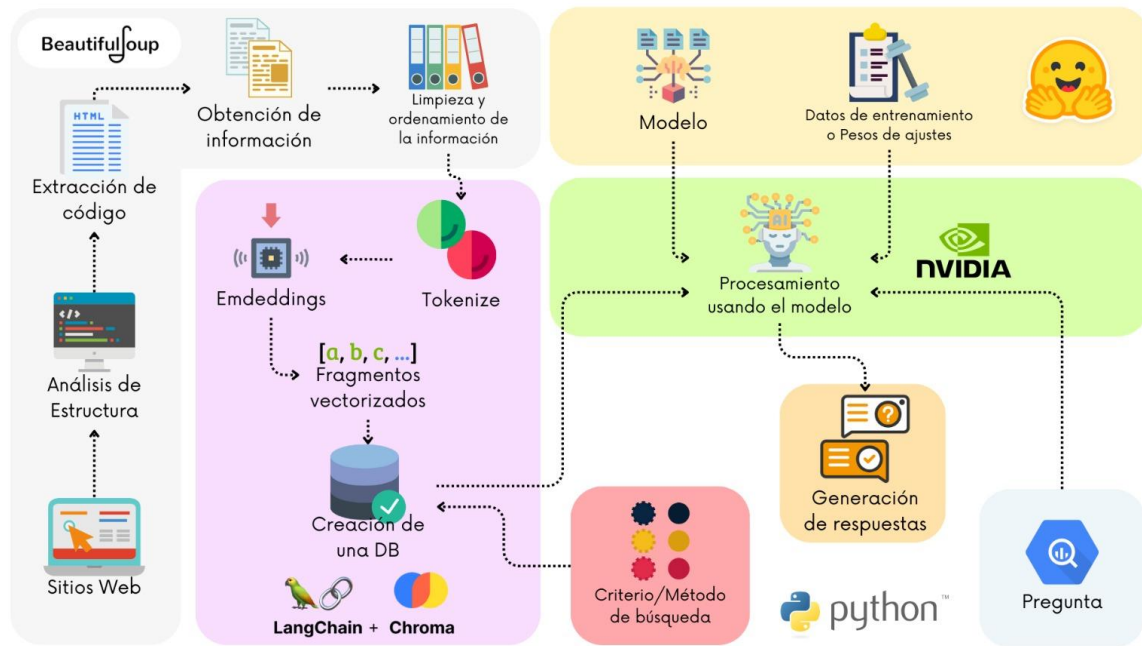 BeautifulSoup
HTML
Extracción de
código
Obtención de
información
Limpieza y
ordenamiento de
la información
</>
Análisis de
Estructura
Sitios Web
Emdeddings
Tokenize
[a, b, c, ...]
Fragmentos
vectorizados
Creación de
una DB
LangChain + Chroma
Modelo
Datos de entrenamiento
o Pesos de ajustes
AI
Procesamiento
usando el modelo
NVIDIA
?
Generación
de respuestas
Criterio/Método
de búsqueda
python™
Pregunta